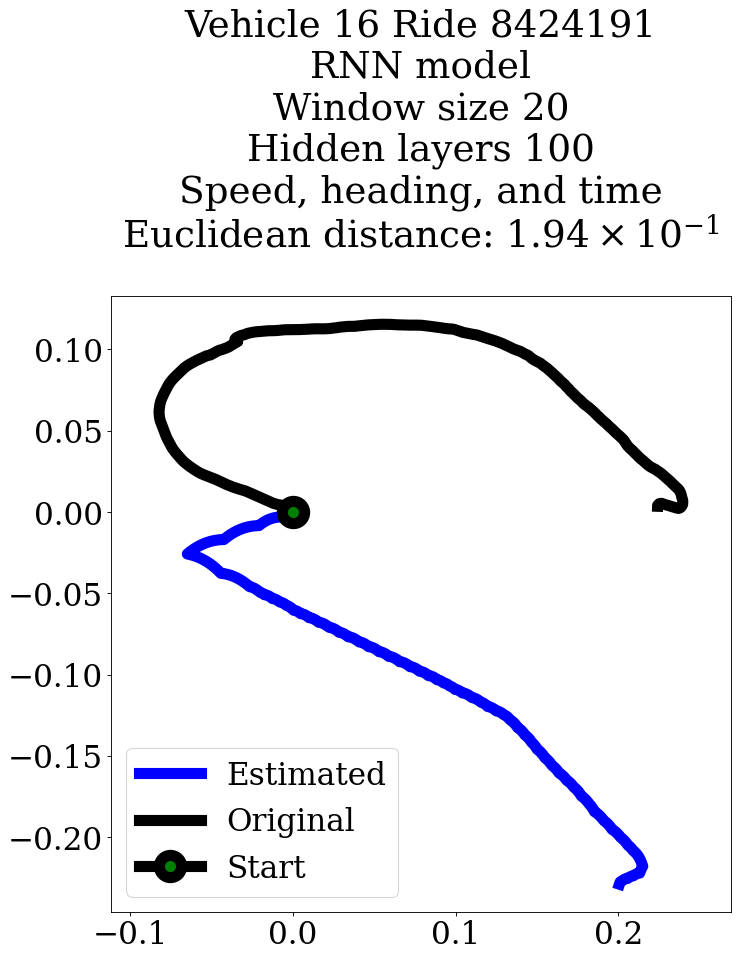 Vehicle 16 Ride 8424191
RNN model
Window size 20
Hidden layers 100
Speed, heading, and time
Euclidean distance: 1.94 × 10⁻¹
0.10
0.05
0.00
−0.05
−0.10
−0.15
−0.20
Estimated
Original
Start
−0.1 0.0 0.1 0.2